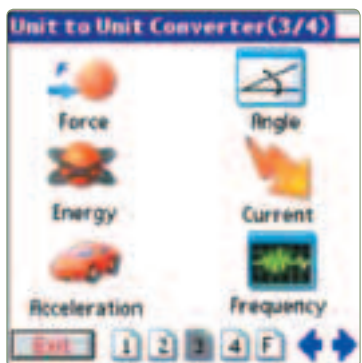 Unit to Unit Converter(3/4)
F
Force Angle
Energy Current
Acceleration Frequency
Exit 1 2 3 4 F